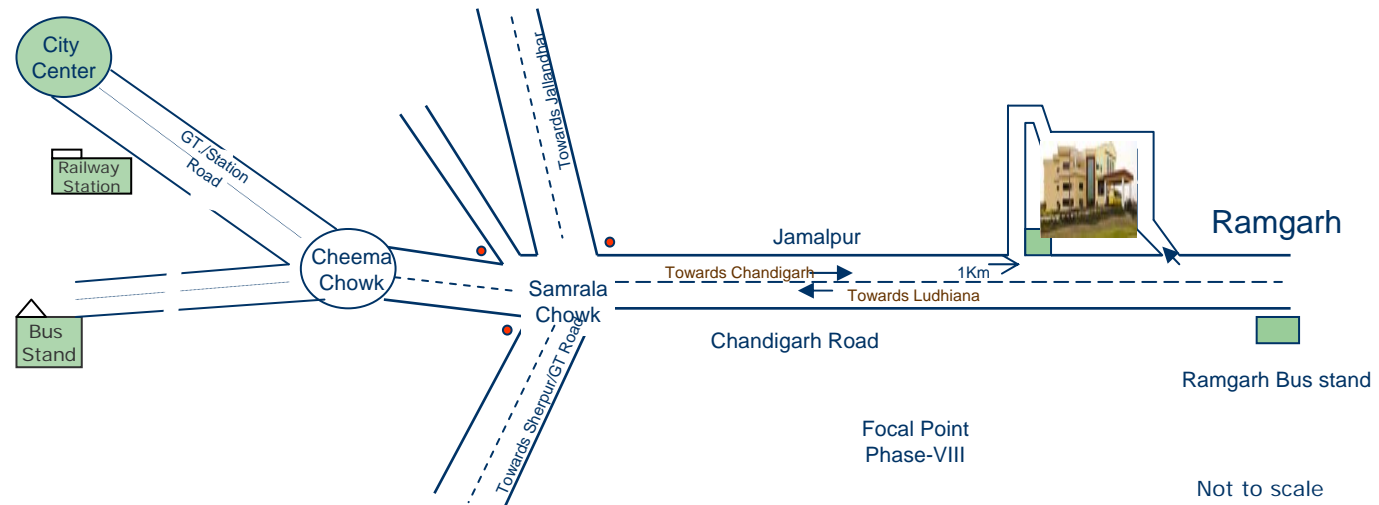 City
Center
GT./Station
Road
Railway
Station
Bus
Stand
Cheema
Chowk
Towards Jallandhar
Samrala
Chowk
Towards Sherpur/GT Road
Jamalpur
Towards Chandigarh
1Km
Towards Ludhiana
Chandigarh Road
Ramgarh
Ramgarh Bus stand
Focal Point
Phase-VIII
Not to scale